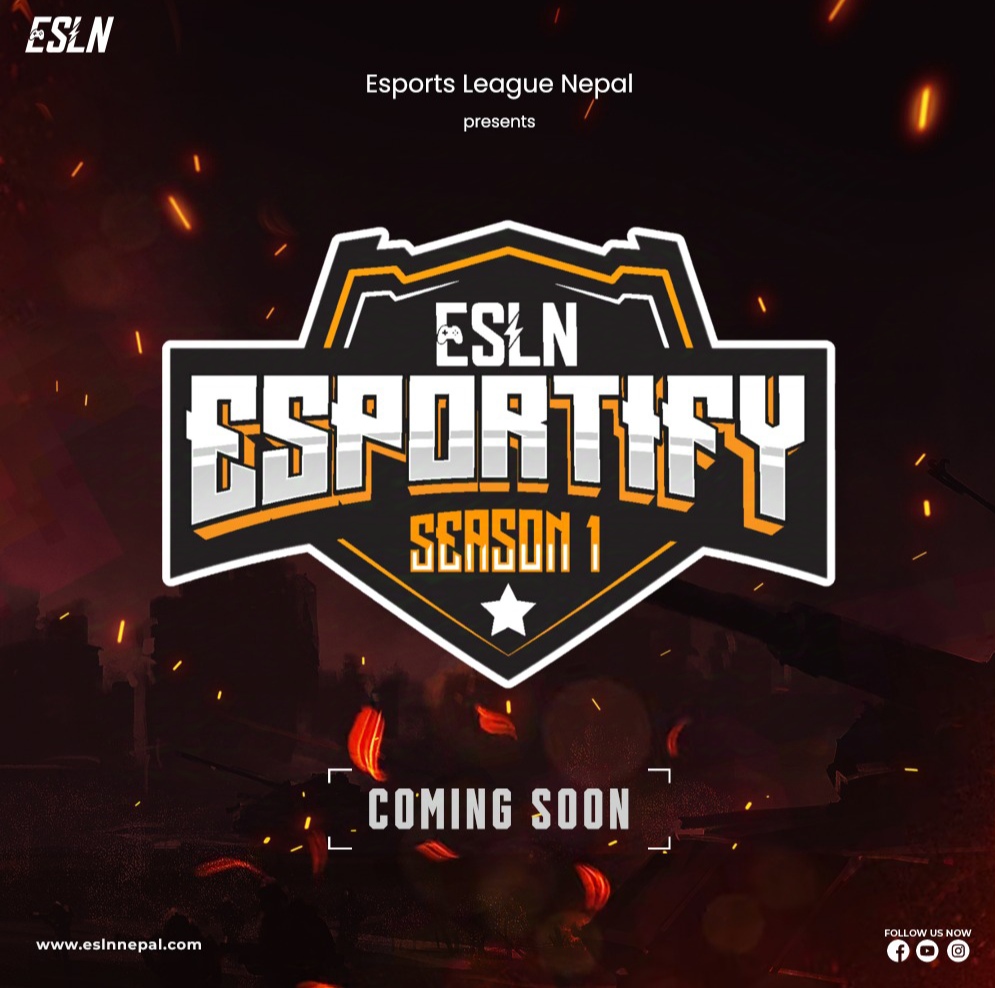 ESLN
Esports League Nepal
presents
ESLN
ESPORTIFY
SEASON 1
COMING SOON
www.eslnnepal.com
FOLLOW US NOW